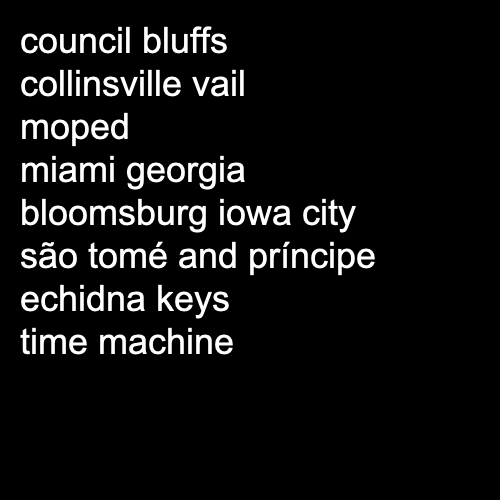 council bluffs
collinsville vail
moped
miami georgia
bloomsburg iowa city
são tomé and príncipe
echidna keys
time machine